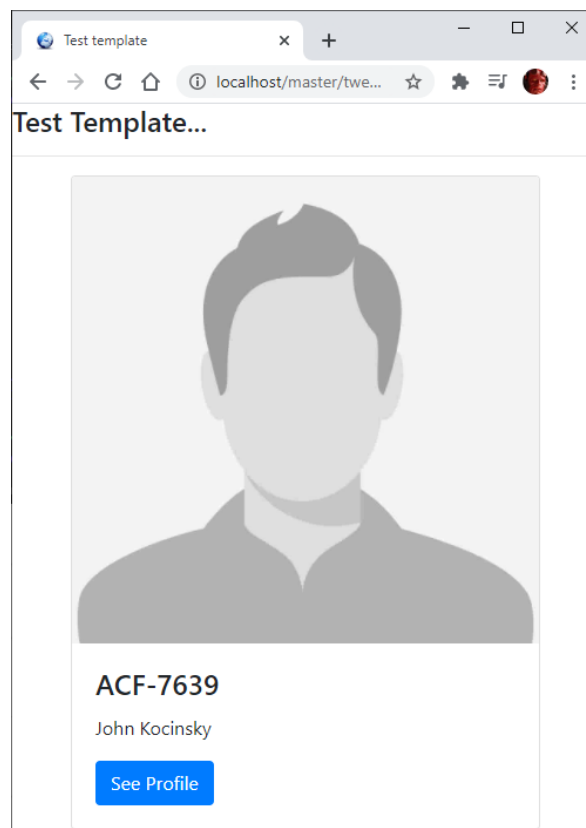 Test template
localhost/master/twe...
Test Template...
ACF-7639
John Kocinsky
See Profile